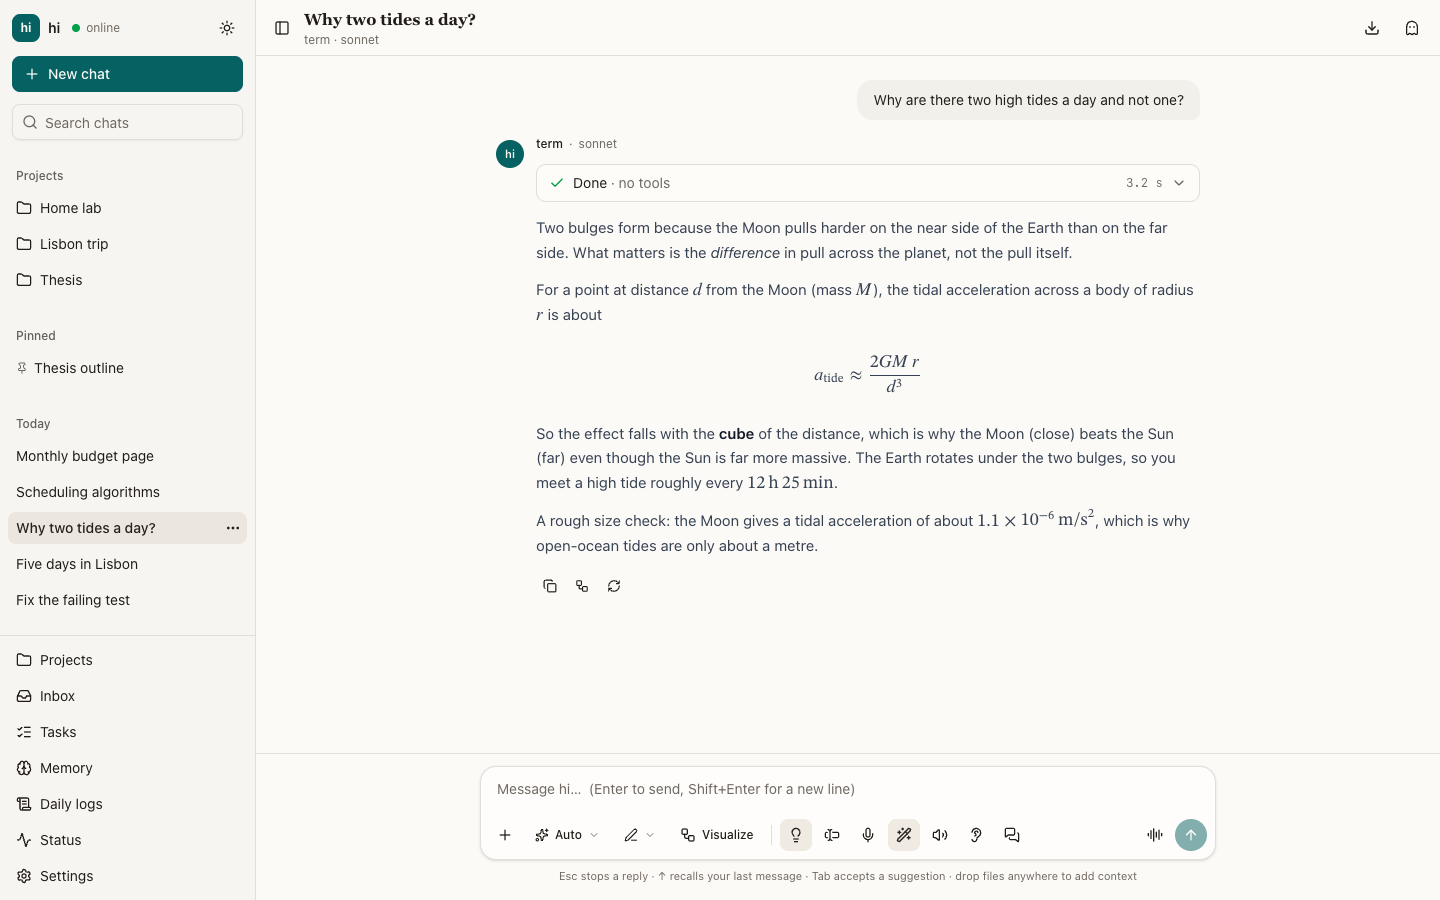 hi hi online
New chat
Search chats
Projects
Home lab
Lisbon trip
Thesis
Pinned
Thesis outline
Today
Monthly budget page
Scheduling algorithms
Why two tides a day?
Five days in Lisbon
Fix the failing test
Projects
Inbox
Tasks
Memory
Daily logs
Status
Settings
Why two tides a day?
term · sonnet
Why are there two high tides a day and not one?
hi term · sonnet
Done · no tools 3.2 s
Two bulges form because the Moon pulls harder on the near side of the Earth than on the far
side. What matters is the difference in pull across the planet, not the pull itself.
For a point at distance d from the Moon (mass M), the tidal acceleration across a body of radius
r is about
a_tide ≈ 2GM r / d³
So the effect falls with the cube of the distance, which is why the Moon (close) beats the Sun
(far) even though the Sun is far more massive. The Earth rotates under the two bulges, so you
meet a high tide roughly every 12 h 25 min.
A rough size check: the Moon gives a tidal acceleration of about 1.1 × 10⁻⁶ m/s², which is why
open-ocean tides are only about a metre.
Message hi... (Enter to send, Shift+Enter for a new line)
Auto Visualize
Esc stops a reply · ↑ recalls your last message · Tab accepts a suggestion · drop files anywhere to add context